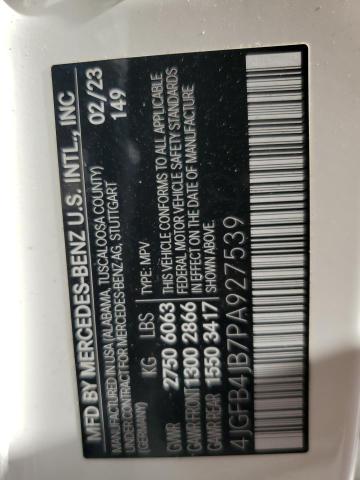 MFD BY MERCEDES-BENZ U.S. INTL., INC
MANUFACTURED IN USA (ALABAMA, TUSCALOOSA COUNTY)
UNDER CONTRACT FOR MERCEDES-BENZ AG, STUTTGART
(GERMANY)
02/23
149
KG LBS TYPE: MPV
GVWR 2750 6063
GAWR FRONT 1300 2866
GAWR REAR 1550 3417
THIS VEHICLE CONFORMS TO ALL APPLICABLE
FEDERAL MOTOR VEHICLE SAFETY STANDARDS
IN EFFECT ON THE DATE OF MANUFACTURE
SHOWN ABOVE.
4JGFB4JB7PA927539